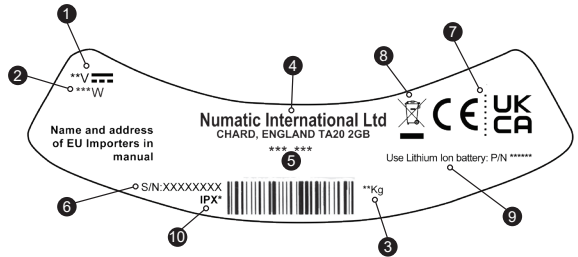 1
2
**V
***W
Name and address
of EU Importers in
manual
4
Numatic International Ltd
CHARD, ENGLAND TA20 2GB
***_***
5
8
7
CE
UK
CA
Use Lithium Ion battery: P/N ******
9
6
S/N:XXXXXXXX
IPX*
10
**Kg
3